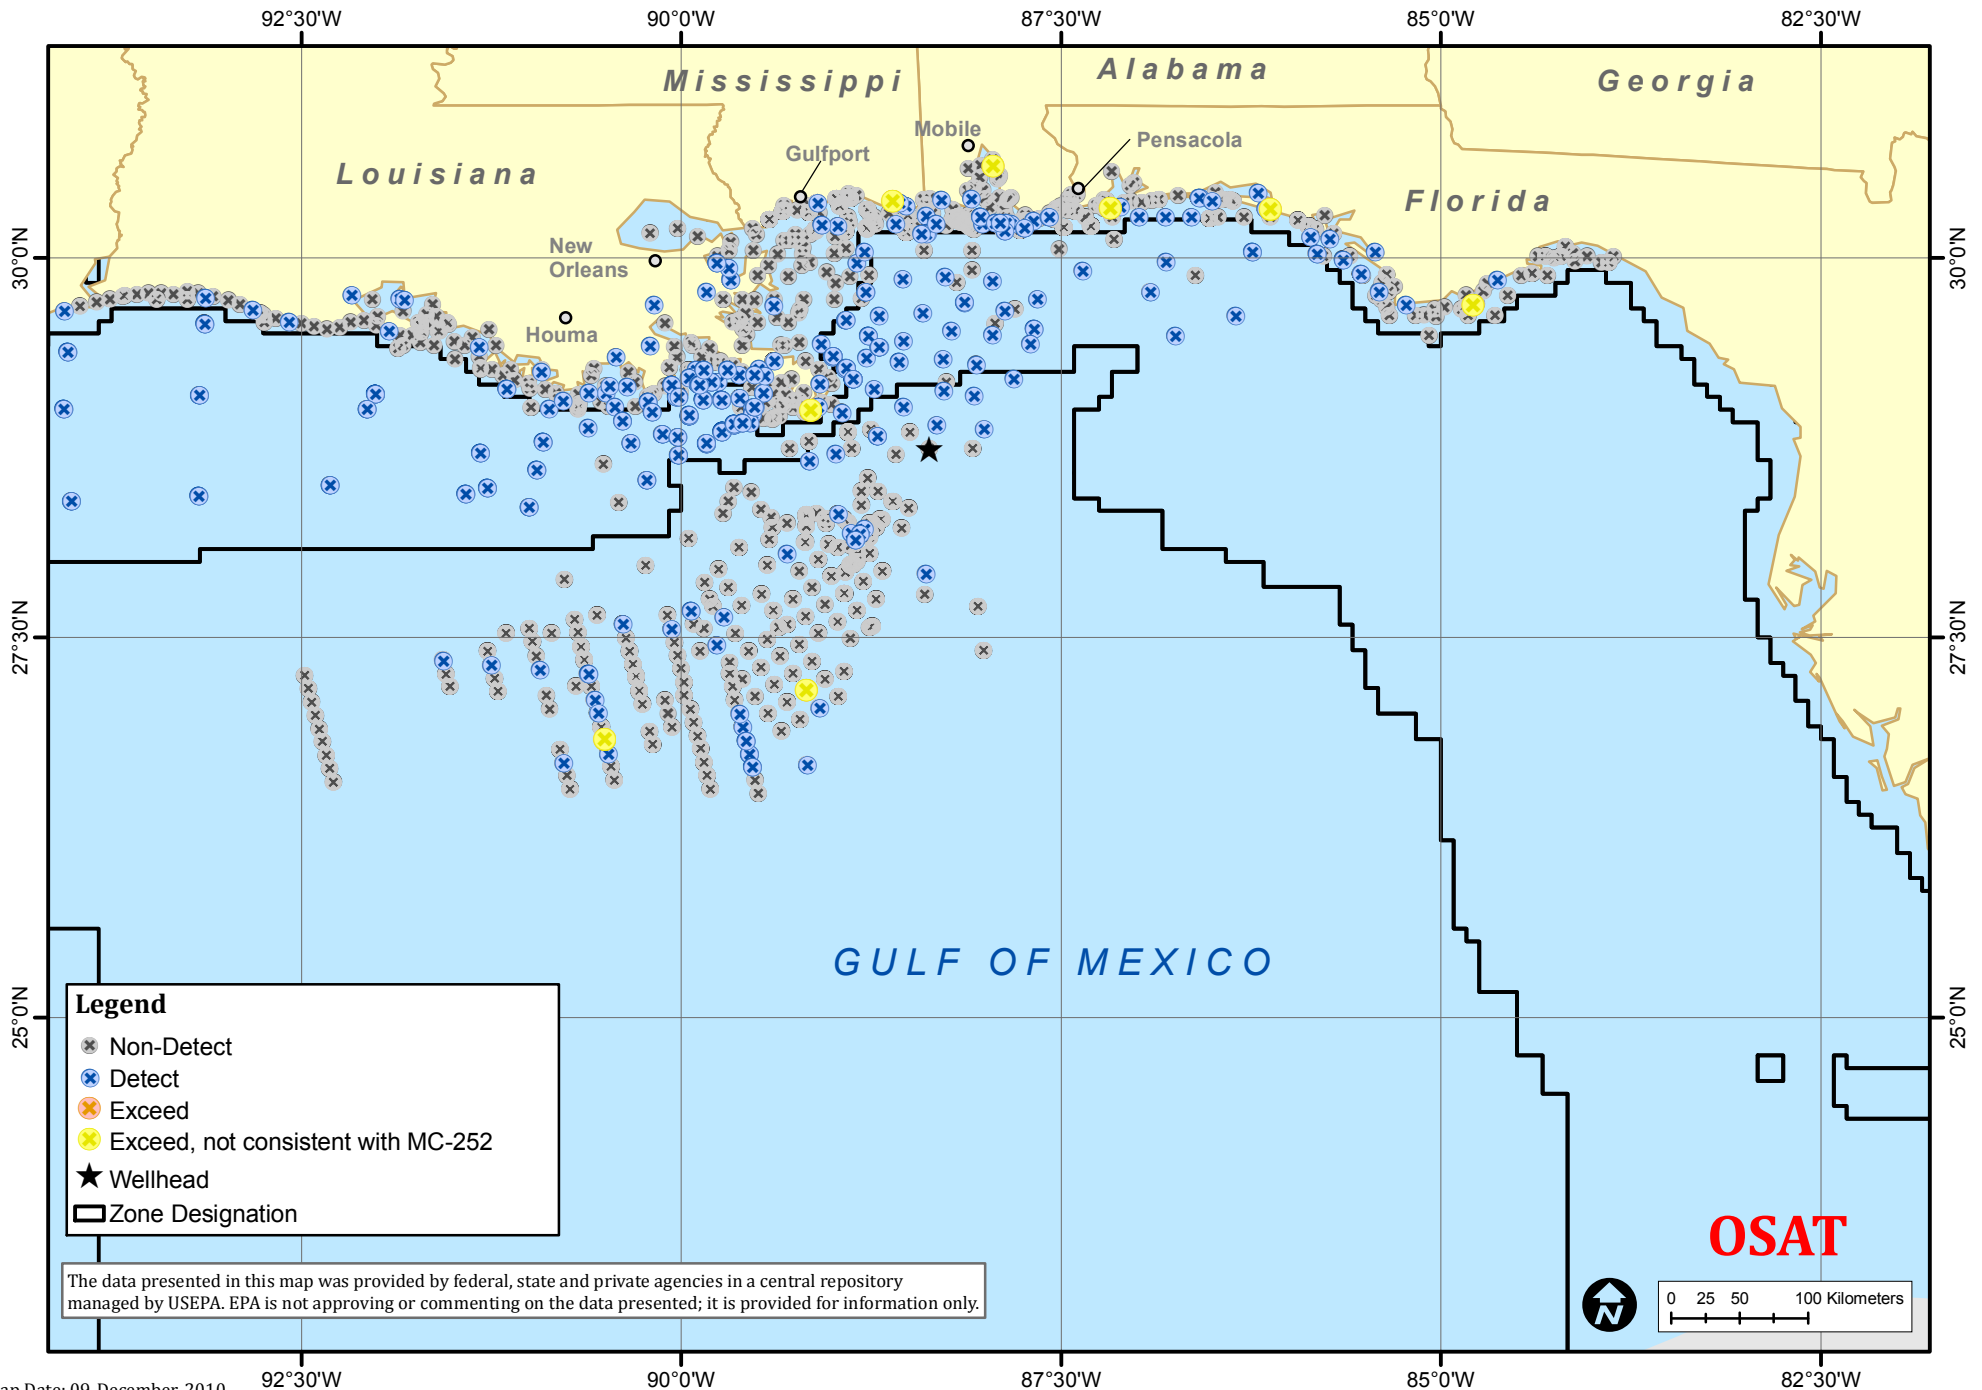 92°30'W 90°0'W 87°30'W 85°0'W 82°30'W
Mississippi
Alabama
Georgia
Mobile
Pensacola
Gulfport
Louisiana
Florida
New
Orleans
Houma
30°0'N 30°0'N
27°30'N 27°30'N
25°0'N 25°0'N
GULF OF MEXICO
Legend
Non-Detect
Detect
Exceed
Exceed, not consistent with MC-252
Wellhead
Zone Designation
OSAT
The data presented in this map was provided by federal, state and private agencies in a central repository
managed by USEPA. EPA is not approving or commenting on the data presented; it is provided for information only.
N
0 25 50 100 Kilometers
92°30'W 90°0'W 87°30'W 85°0'W 82°30'W
Date: 09 December 2010